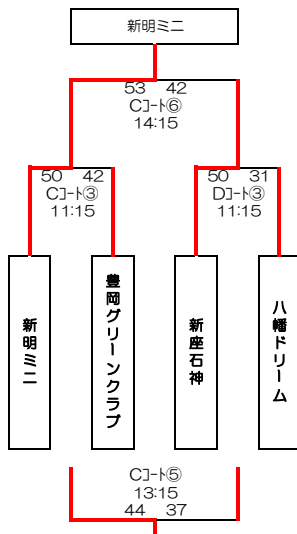 新明ミニ
53 42
Cｺｰﾄ⑥
14:15
50 42
Cｺｰﾄ③
11:15
50 31
Dｺｰﾄ③
11:15
新明ミニ
豊岡グリーンクラブ
新座石神
八幡ドリーム
Cｺｰﾄ⑤
13:15
44 37